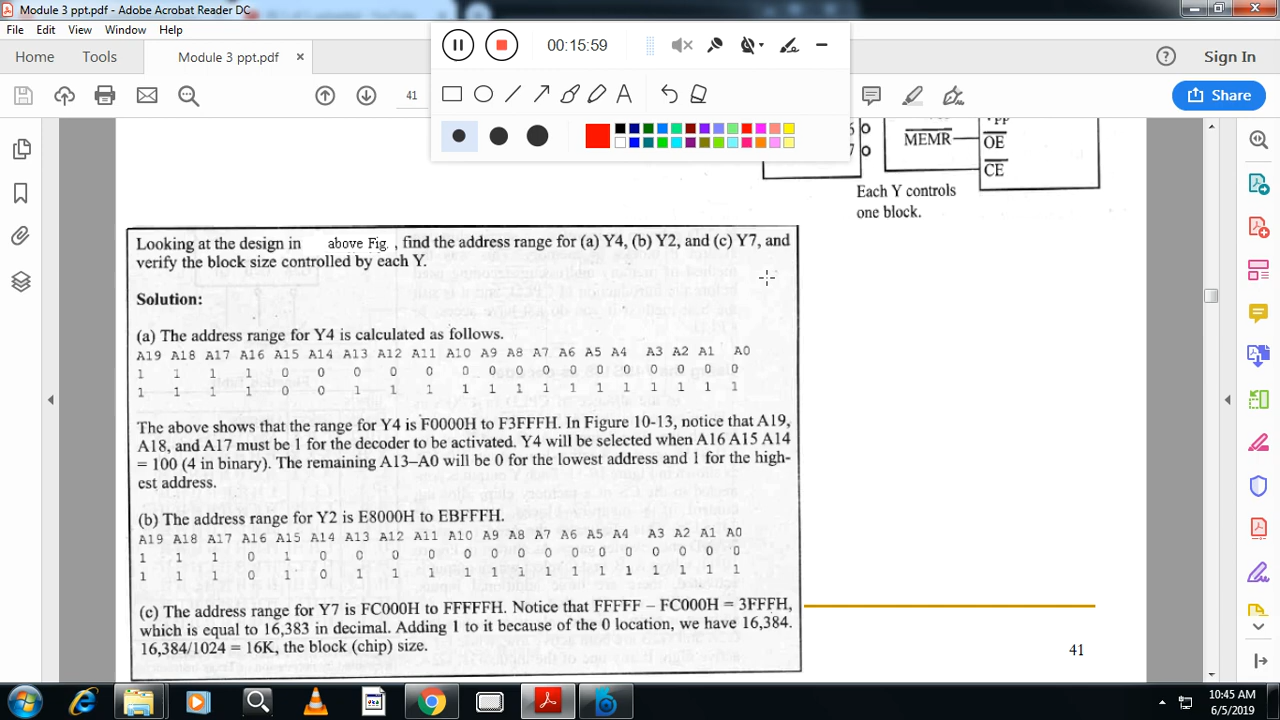 Module 3 ppt.pdf - Adobe Acrobat Reader DC
File Edit View Window Help
00:15:59
Home Tools Module 3 ppt.pdf × Sign In
41
A
Share
6
7
MEMR
Vpp
OE
CE
Each Y controls
one block.
Looking at the design in above Fig. , find the address range for (a) Y4, (b) Y2, and (c) Y7, and
verify the block size controlled by each Y.
Solution:
(a) The address range for Y4 is calculated as follows.
A19 A18 A17 A16 A15 A14 A13 A12 A11 A10 A9 A8 A7 A6 A5 A4 A3 A2 A1 A0
1 1 1 1 0 0 0 0 0 0 0 0 0 0 0 0 0 0 0 0
1 1 1 1 0 0 1 1 1 1 1 1 1 1 1 1 1 1 1 1
The above shows that the range for Y4 is F0000H to F3FFFH. In Figure 10-13, notice that A19,
A18, and A17 must be 1 for the decoder to be activated. Y4 will be selected when A16 A15 A14
= 100 (4 in binary). The remaining A13–A0 will be 0 for the lowest address and 1 for the high-
est address.
(b) The address range for Y2 is E8000H to EBFFFH.
A19 A18 A17 A16 A15 A14 A13 A12 A11 A10 A9 A8 A7 A6 A5 A4 A3 A2 A1 A0
1 1 1 0 1 0 0 0 0 0 0 0 0 0 0 0 0 0 0 0
1 1 1 0 1 0 1 1 1 1 1 1 1 1 1 1 1 1 1 1
(c) The address range for Y7 is FC000H to FFFFFH. Notice that FFFFF – FC000H = 3FFFH,
which is equal to 16,383 in decimal. Adding 1 to it because of the 0 location, we have 16,384.
16,384/1024 = 16K, the block (chip) size.
41
10:45 AM
6/5/2019